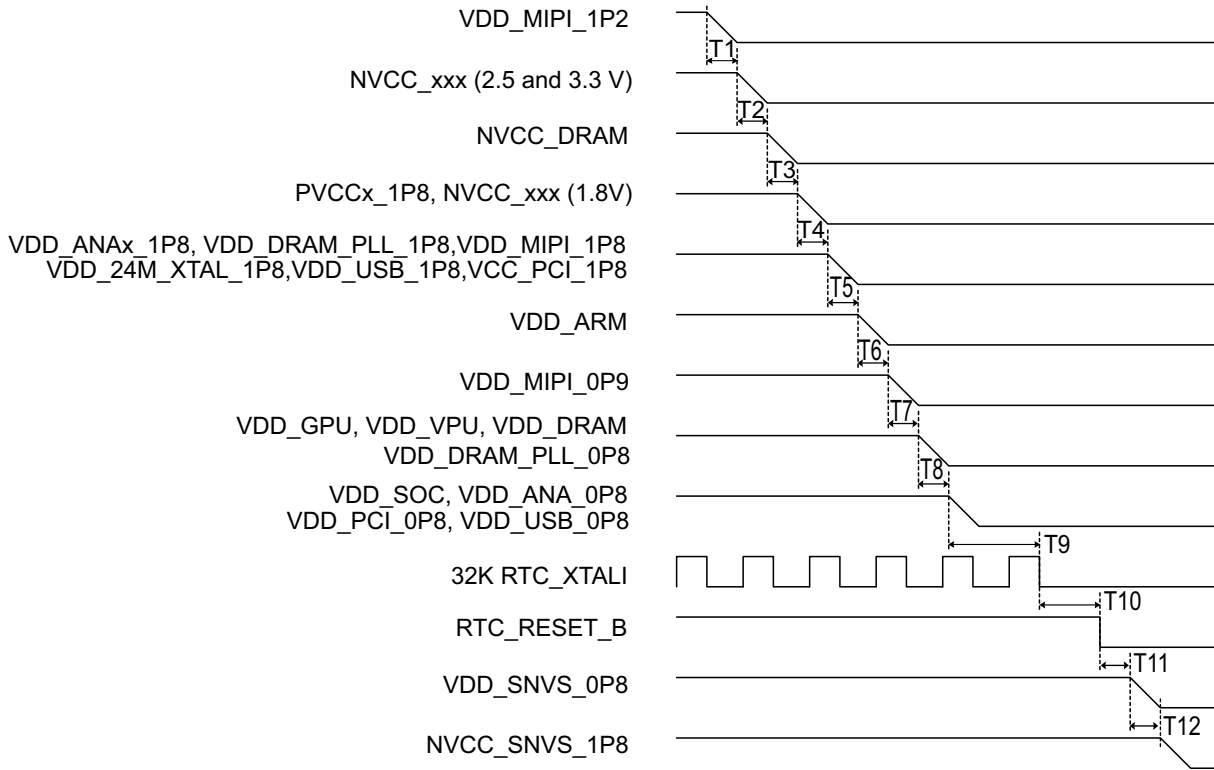 VDD_MIPI_1P2
T1
NVCC_xxx (2.5 and 3.3 V)
T2
NVCC_DRAM
T3
PVCCx_1P8, NVCC_xxx (1.8V)
T4
VDD_ANAx_1P8, VDD_DRAM_PLL_1P8,VDD_MIPI_1P8
VDD_24M_XTAL_1P8,VDD_USB_1P8,VCC_PCI_1P8
T5
VDD_ARM
T6
VDD_MIPI_0P9
T7
VDD_GPU, VDD_VPU, VDD_DRAM
VDD_DRAM_PLL_0P8
T8
VDD_SOC, VDD_ANA_0P8
VDD_PCI_0P8, VDD_USB_0P8
T9
32K RTC_XTALI
T10
RTC_RESET_B
T11
VDD_SNVS_0P8
T12
NVCC_SNVS_1P8